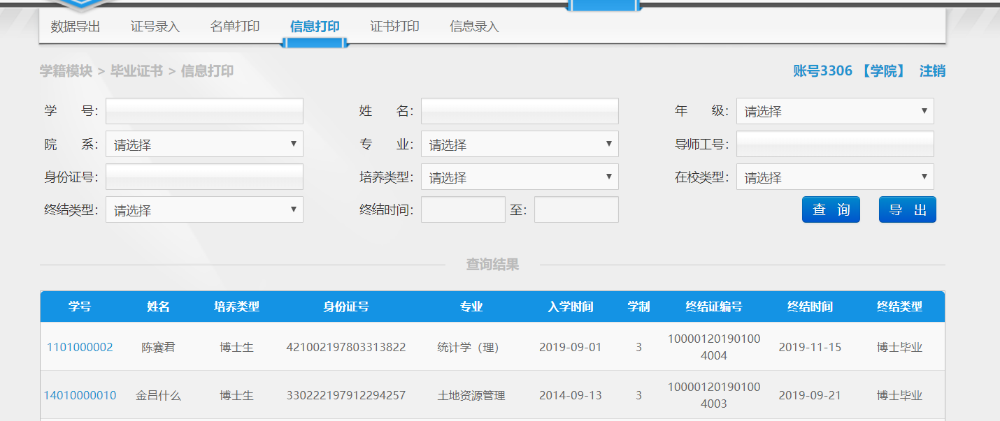 数据导出 证号录入 名单打印 信息打印 证书打印 信息录入
学籍模块 > 毕业证书 > 信息打印 账号3306 【学院】 注销
学 号: 姓 名: 年 级: 请选择
院 系: 请选择 专 业: 请选择 导师工号:
身份证号: 培养类型: 请选择 在校类型: 请选择
终结类型: 请选择 终结时间: 至: 查 询 导 出
查询结果
学号 姓名 培养类型 身份证号 专业 入学时间 学制 终结证编号 终结时间 终结类型
1101000002 陈赛君 博士生 421002197803313822 统计学（理） 2019-09-01 3 10000120190100 2019-11-15 博士毕业
4004
14010000010 金吕什么 博士生 330222197912294257 土地资源管理 2014-09-13 3 10000120190100 2019-09-21 博士毕业
4003